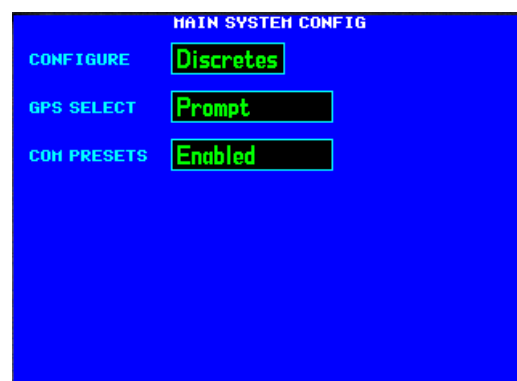 MAIN SYSTEM CONFIG
CONFIGURE Discretes
GPS SELECT Prompt
COM PRESETS Enabled